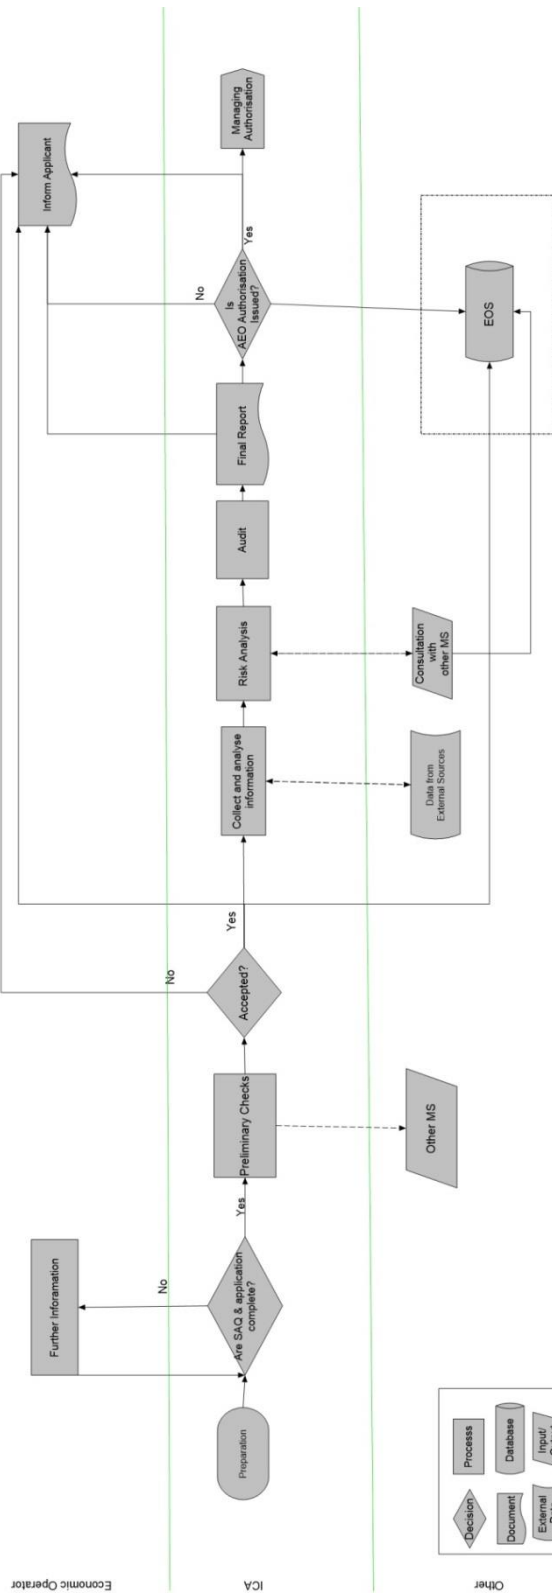 Economic Operator
ICA
Other
Preparation
Are SAQ & application
complete?
No
Yes
Further Inforamation
Preliminary Checks
Other MS
Accepted?
No
Yes
Collect and analyse
information
Data from
External Sources
Risk Analysis
Consultation
with
other MS
Audit
Final Report
Is
AEO Authorisation
Issued?
No
Yes
Inform Applicant
Managing
Authorisation
EOS
Decision
Processs
Document
Database
External
Input/